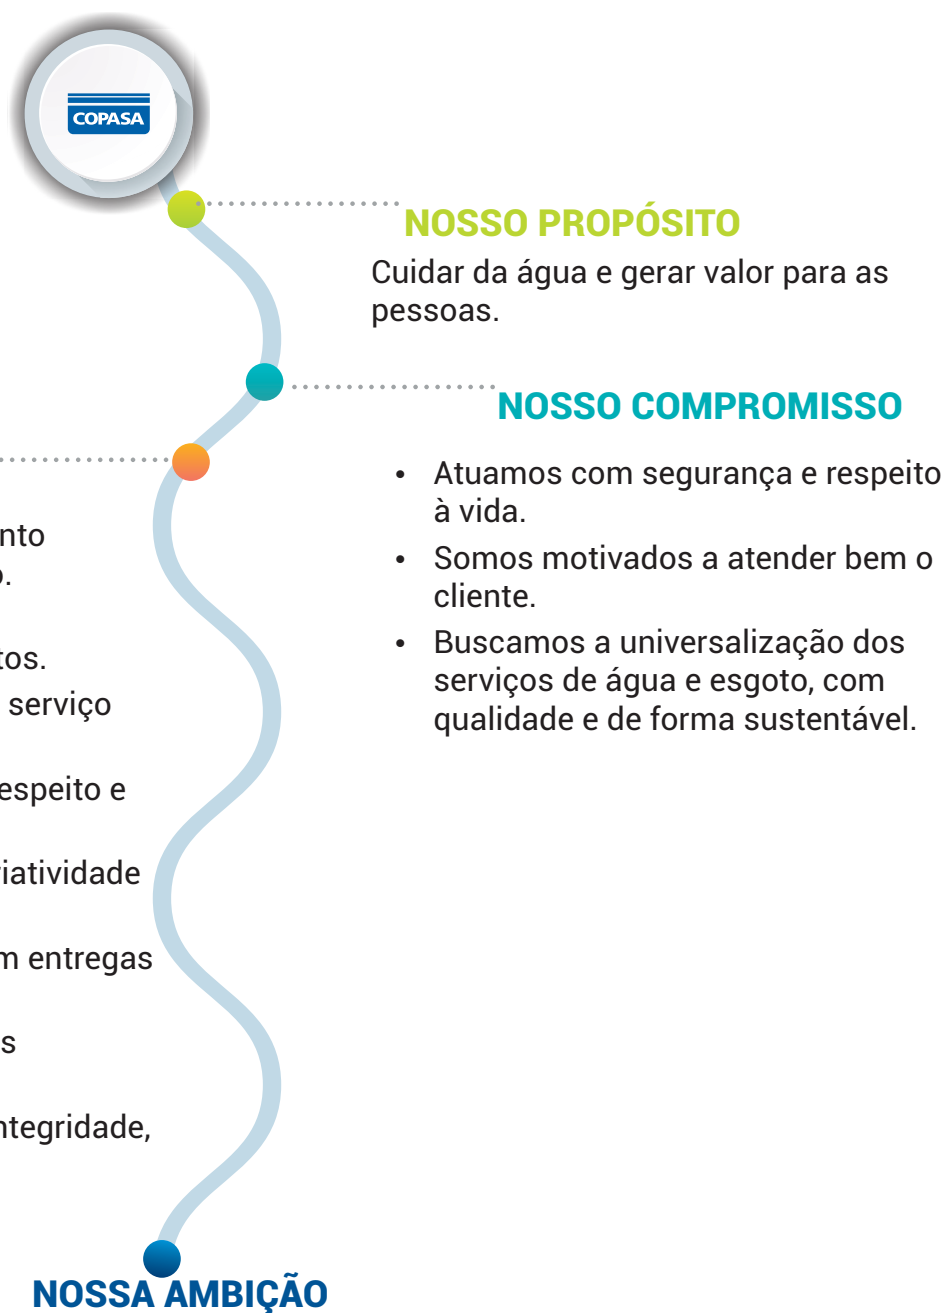 COPASA
NOSSO PROPÓSITO
Cuidar da água e gerar valor para as
pessoas.
NOSSO COMPROMISSO
• Atuamos com segurança e respeito
à vida.
• Somos motivados a atender bem o
cliente.
• Buscamos a universalização dos
serviços de água e esgoto, com
qualidade e de forma sustentável.
serviço
e
entregas
NOSSA AMBIÇÃO